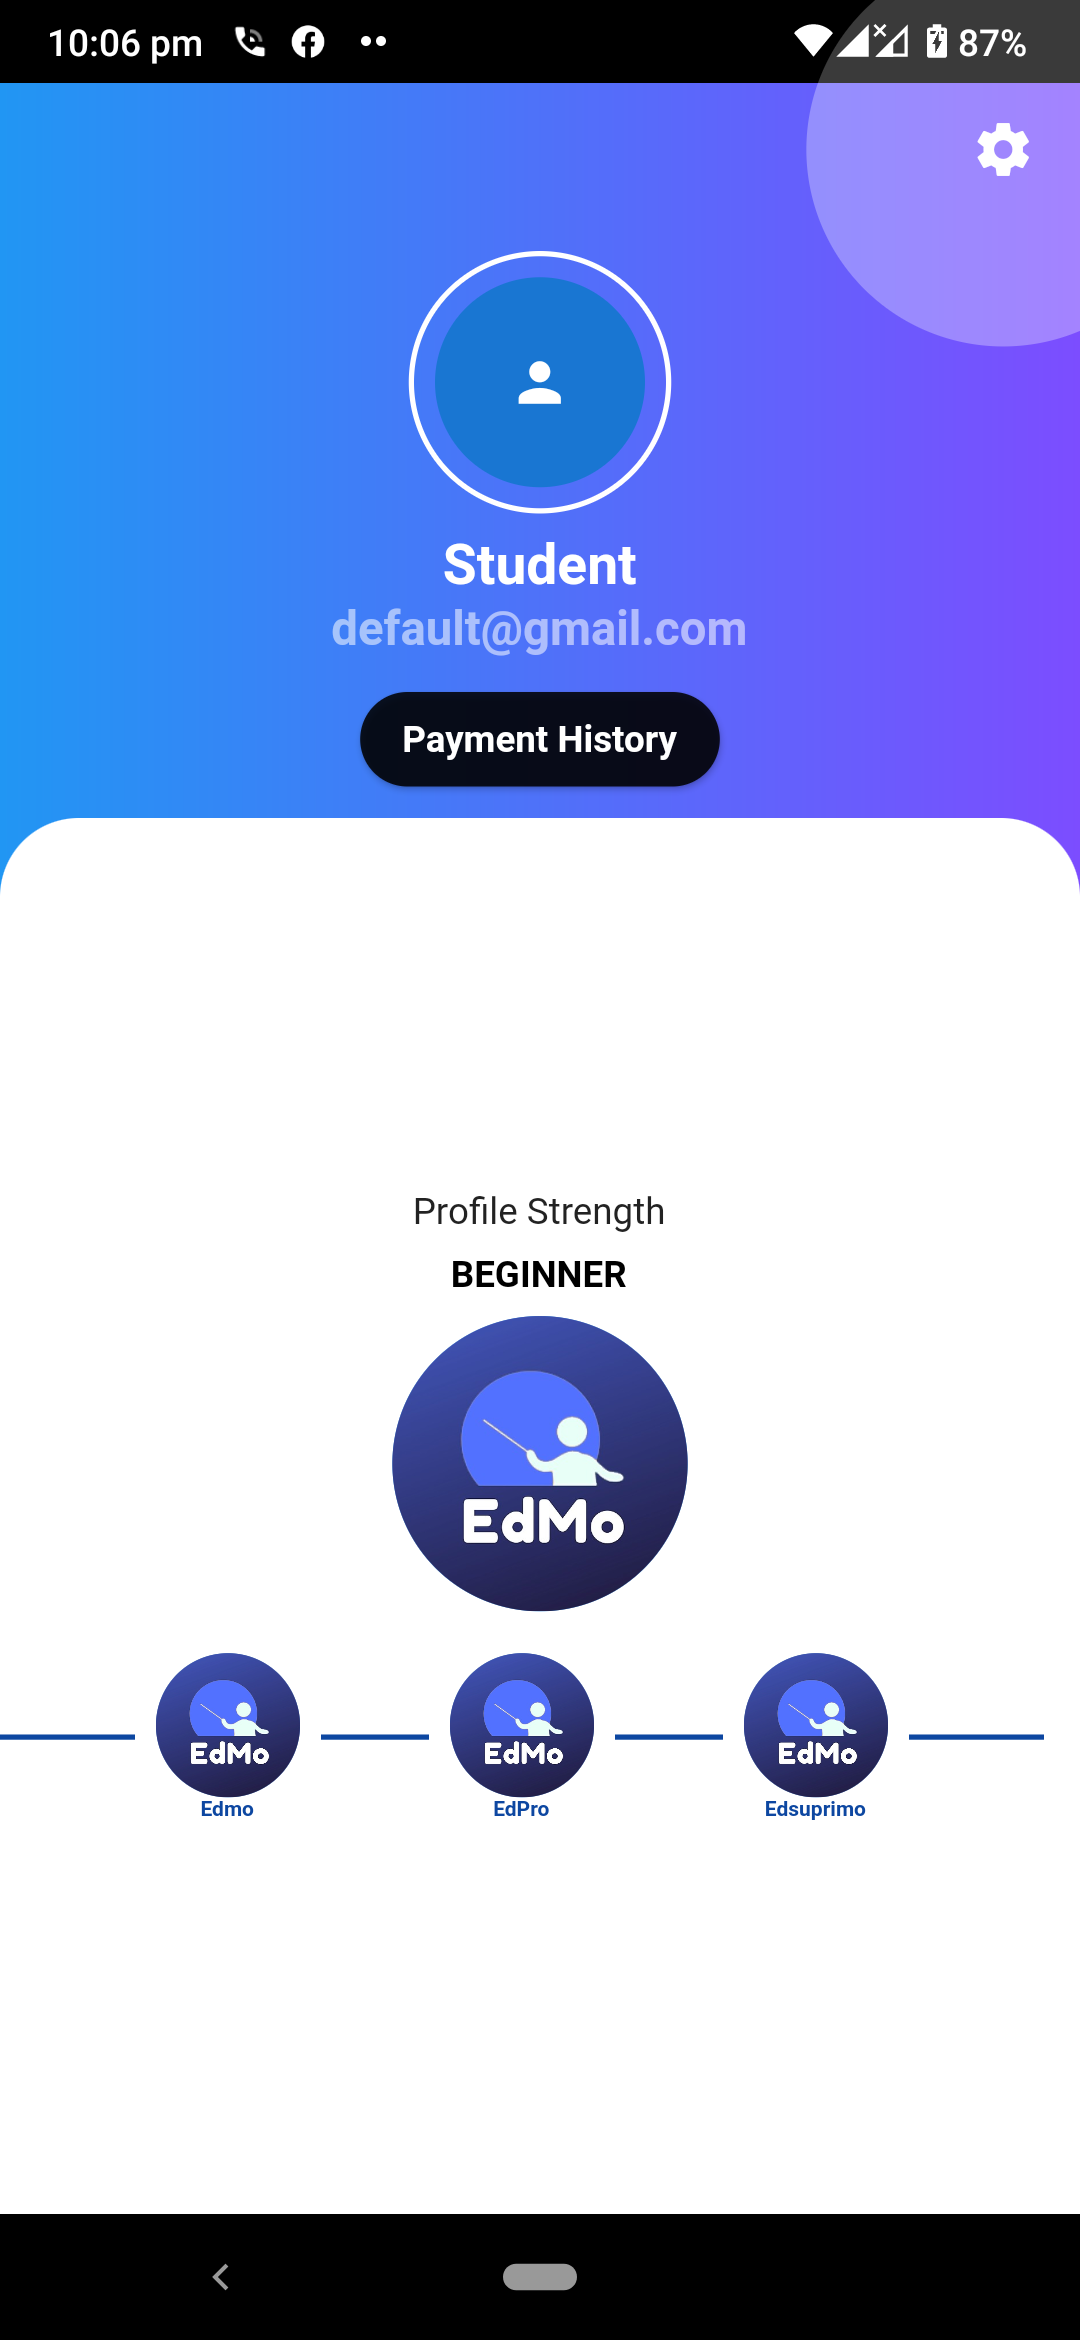 10:06 pm 87%
Student
default@gmail.com
Payment History
Profile Strength
BEGINNER
EdMo
EdMo EdMo EdMo
Edmo EdPro Edsuprimo